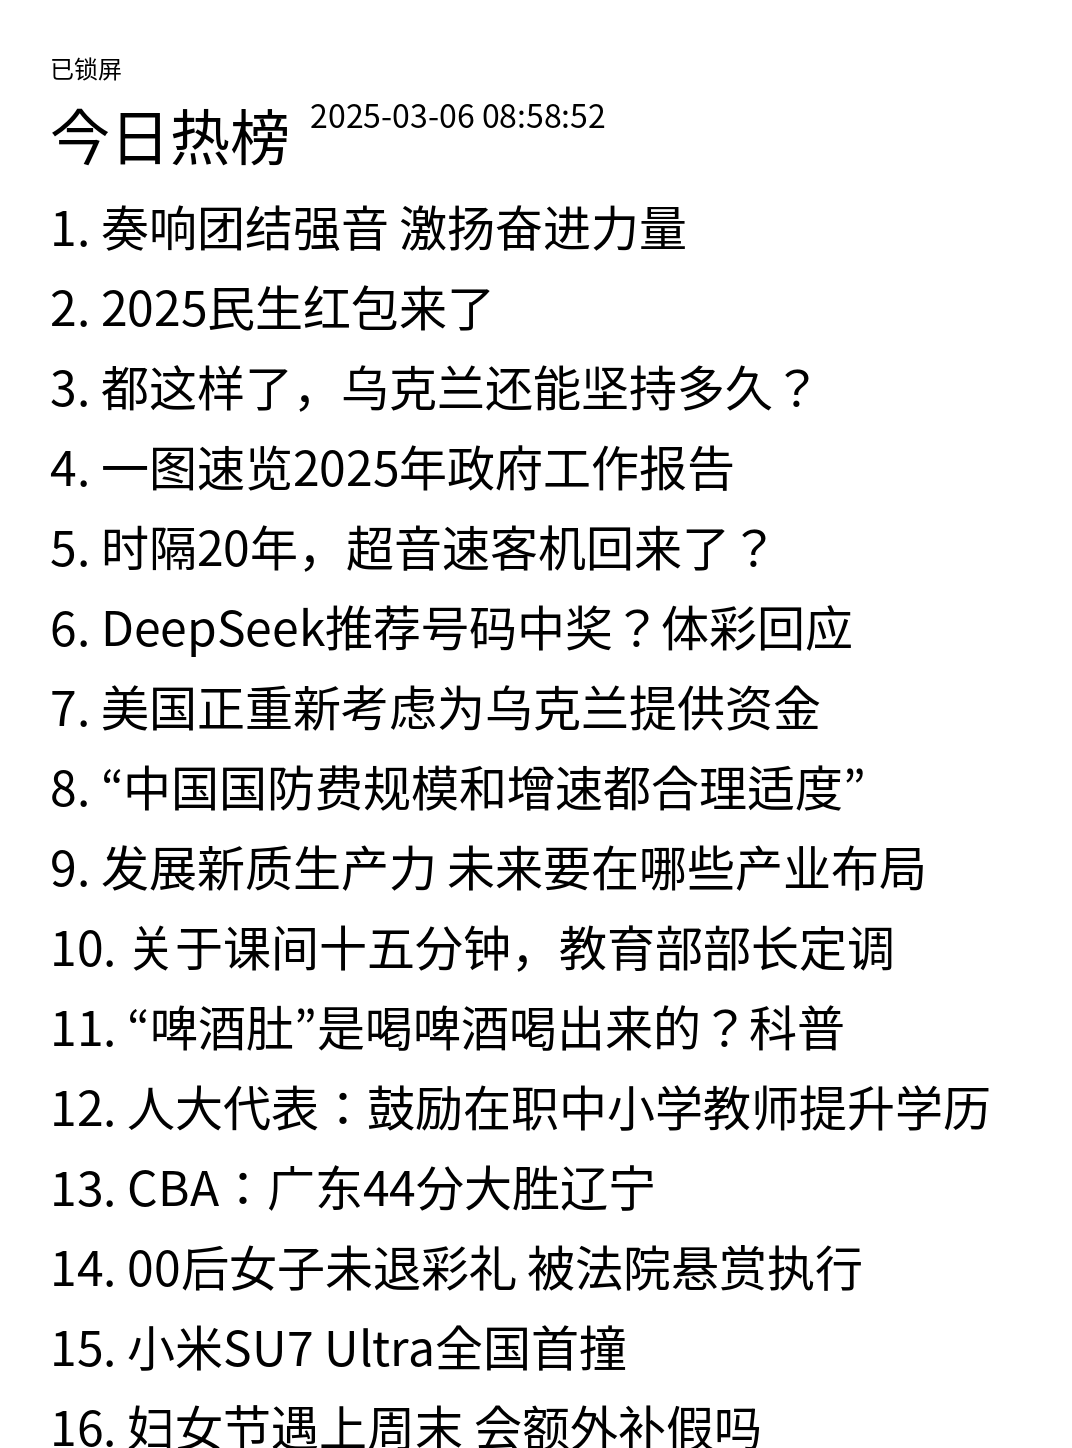 已锁屏
今日热榜 2025-03-06 08:58:52
1. 奏响团结强音 激扬奋进力量
2. 2025民生红包来了
3. 都这样了，乌克兰还能坚持多久？
4. 一图速览2025年政府工作报告
5. 时隔20年，超音速客机回来了？
6. DeepSeek推荐号码中奖？体彩回应
7. 美国正重新考虑为乌克兰提供资金
8. “中国国防费规模和增速都合理适度”
9. 发展新质生产力 未来要在哪些产业布局
10. 关于课间十五分钟，教育部部长定调
11. “啤酒肚”是喝啤酒喝出来的？科普
12. 人大代表：鼓励在职中小学教师提升学历
13. CBA：广东44分大胜辽宁
14. 00后女子未退彩礼 被法院悬赏执行
15. 小米SU7 Ultra全国首撞
16. 妇女节遇上周末 会额外补假吗